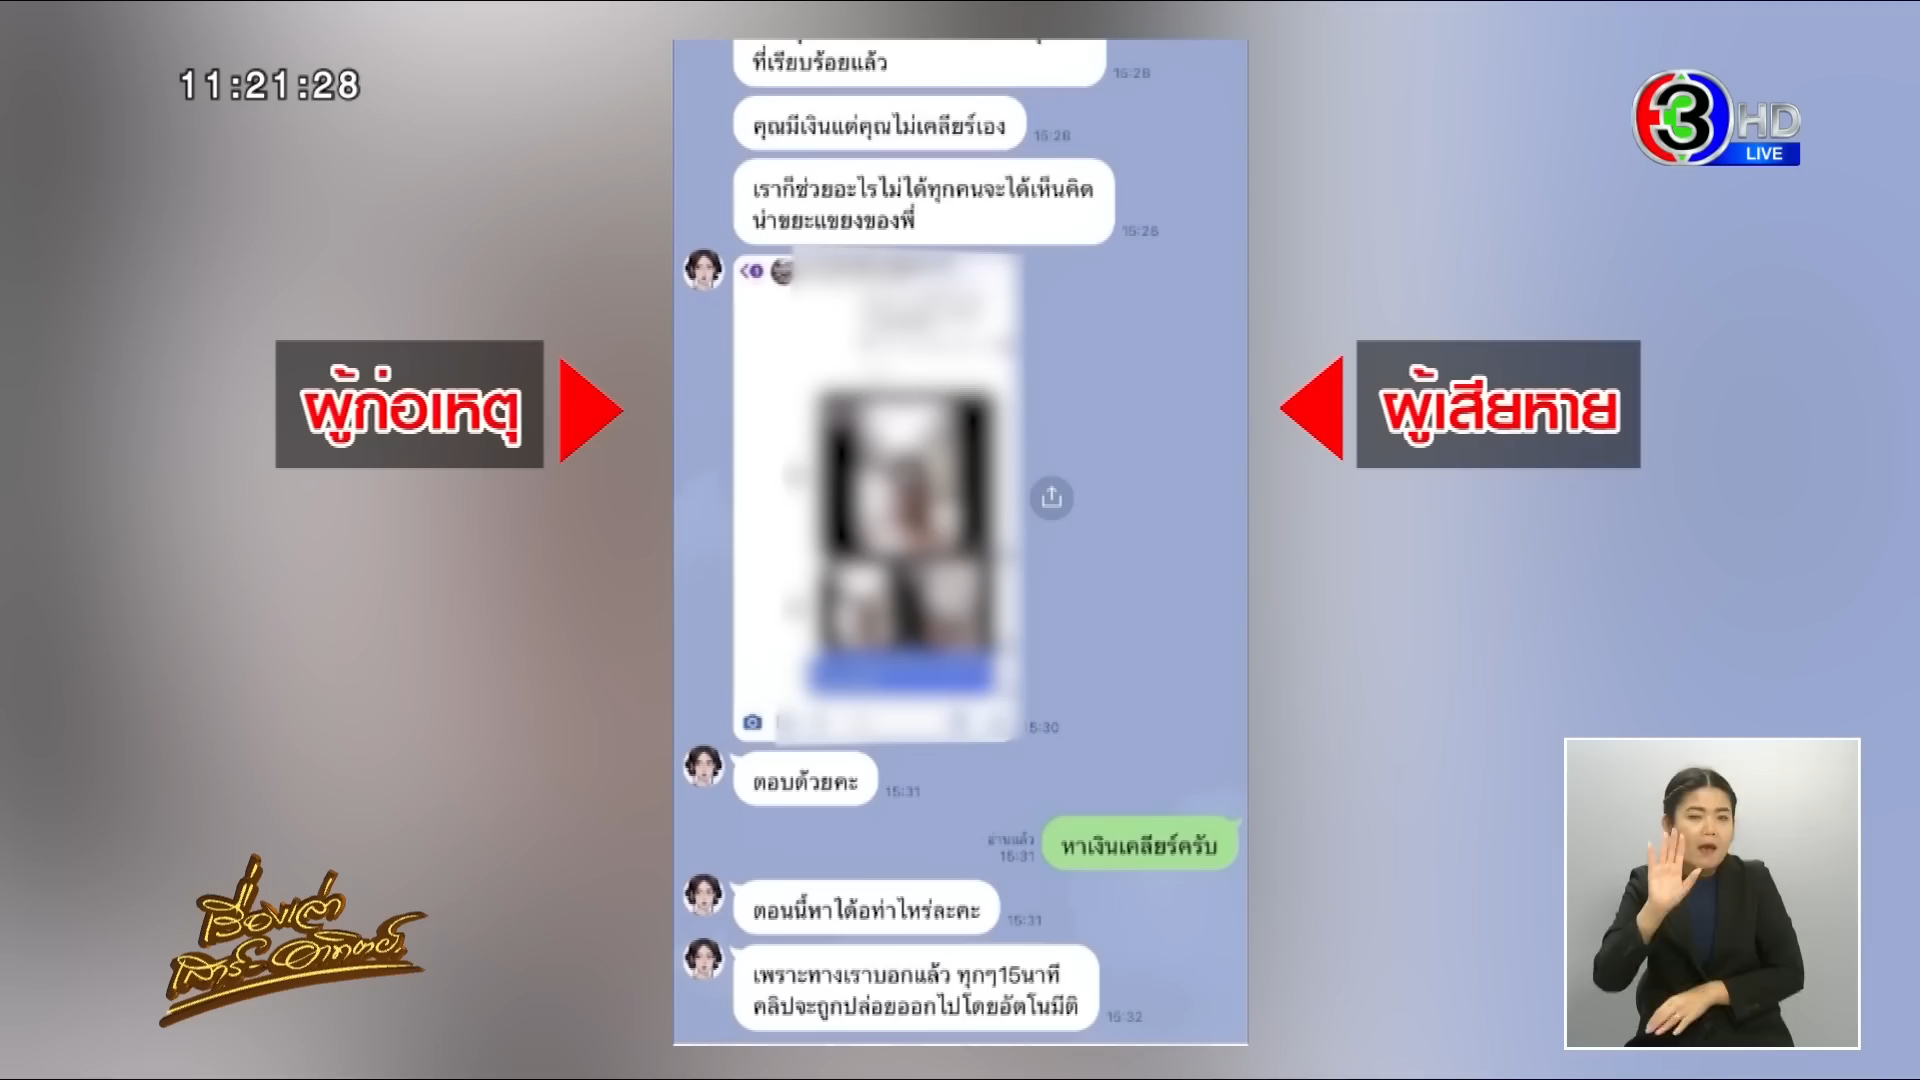 11:21:28
3 HD
LIVE
ที่เรียบร้อยแล้ว
15:28
คุณมีเงินแต่คุณไม่เคลียร์เอง
15:28
เราก็ช่วยอะไรไม่ได้ทุกคนจะได้เห็นคิด
น่าขยะแขยงของพี่
15:28
ผู้ก่อเหตุ
ผู้เสียหาย
15:30
ตอบด้วยคะ
15:31
หาเงินเคลียร์ครับ
อ่านแล้ว
15:31
ตอนนี้หาได้อท่าไหร่ละคะ
15:31
เพราะทางเราบอกแล้ว ทุกๆ15นาที
คลิปจะถูกปล่อยออกไปโดยอัตโนมีติ
15:32
เรื่องเล่า
เสาร์-อาทิตย์